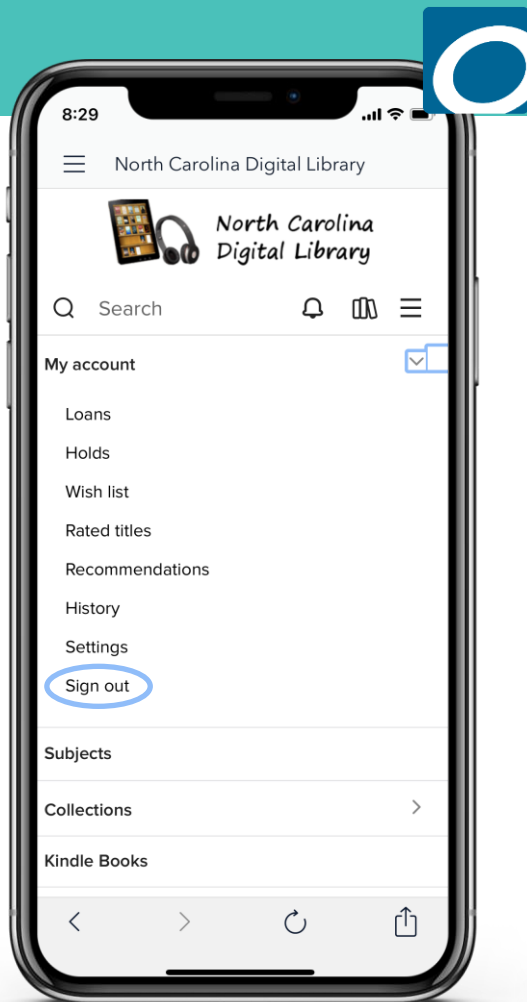 8:29
North Carolina Digital Library
North Carolina
Digital Library
Search
My account
Loans
Holds
Wish list
Rated titles
Recommendations
History
Settings
Sign out
Subjects
Collections
Kindle Books